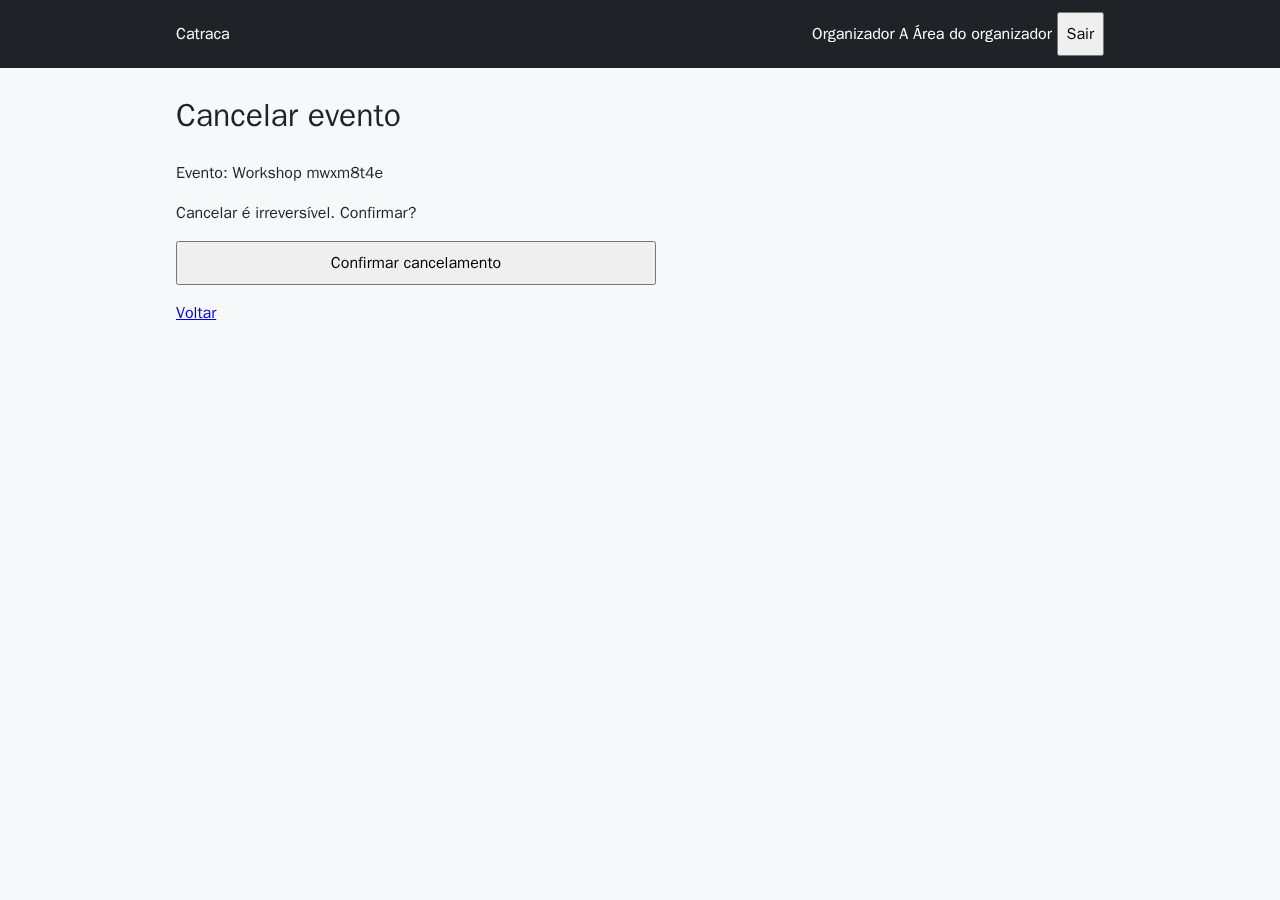 Catraca
Organizador A Área do organizador Sair
Cancelar evento
Evento: Workshop mwxm8t4e
Cancelar é irreversível. Confirmar?
Confirmar cancelamento
Voltar